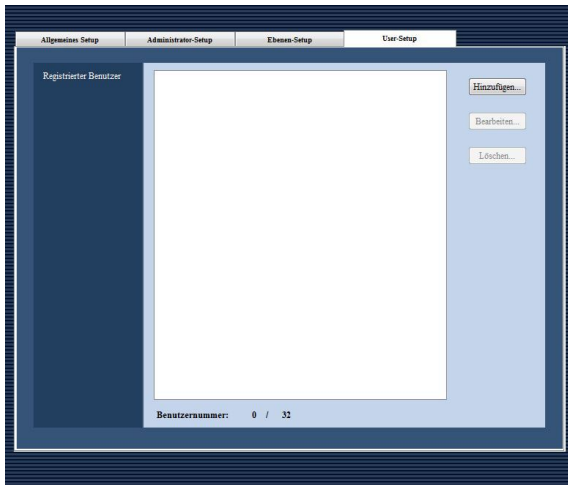 Allgemeines Setup Administrator-Setup Ebenen-Setup User-Setup
Registrierter Benutzer
Hinzufügen...
Bearbeiten...
Löschen...
Benutzernummer: 0 / 32